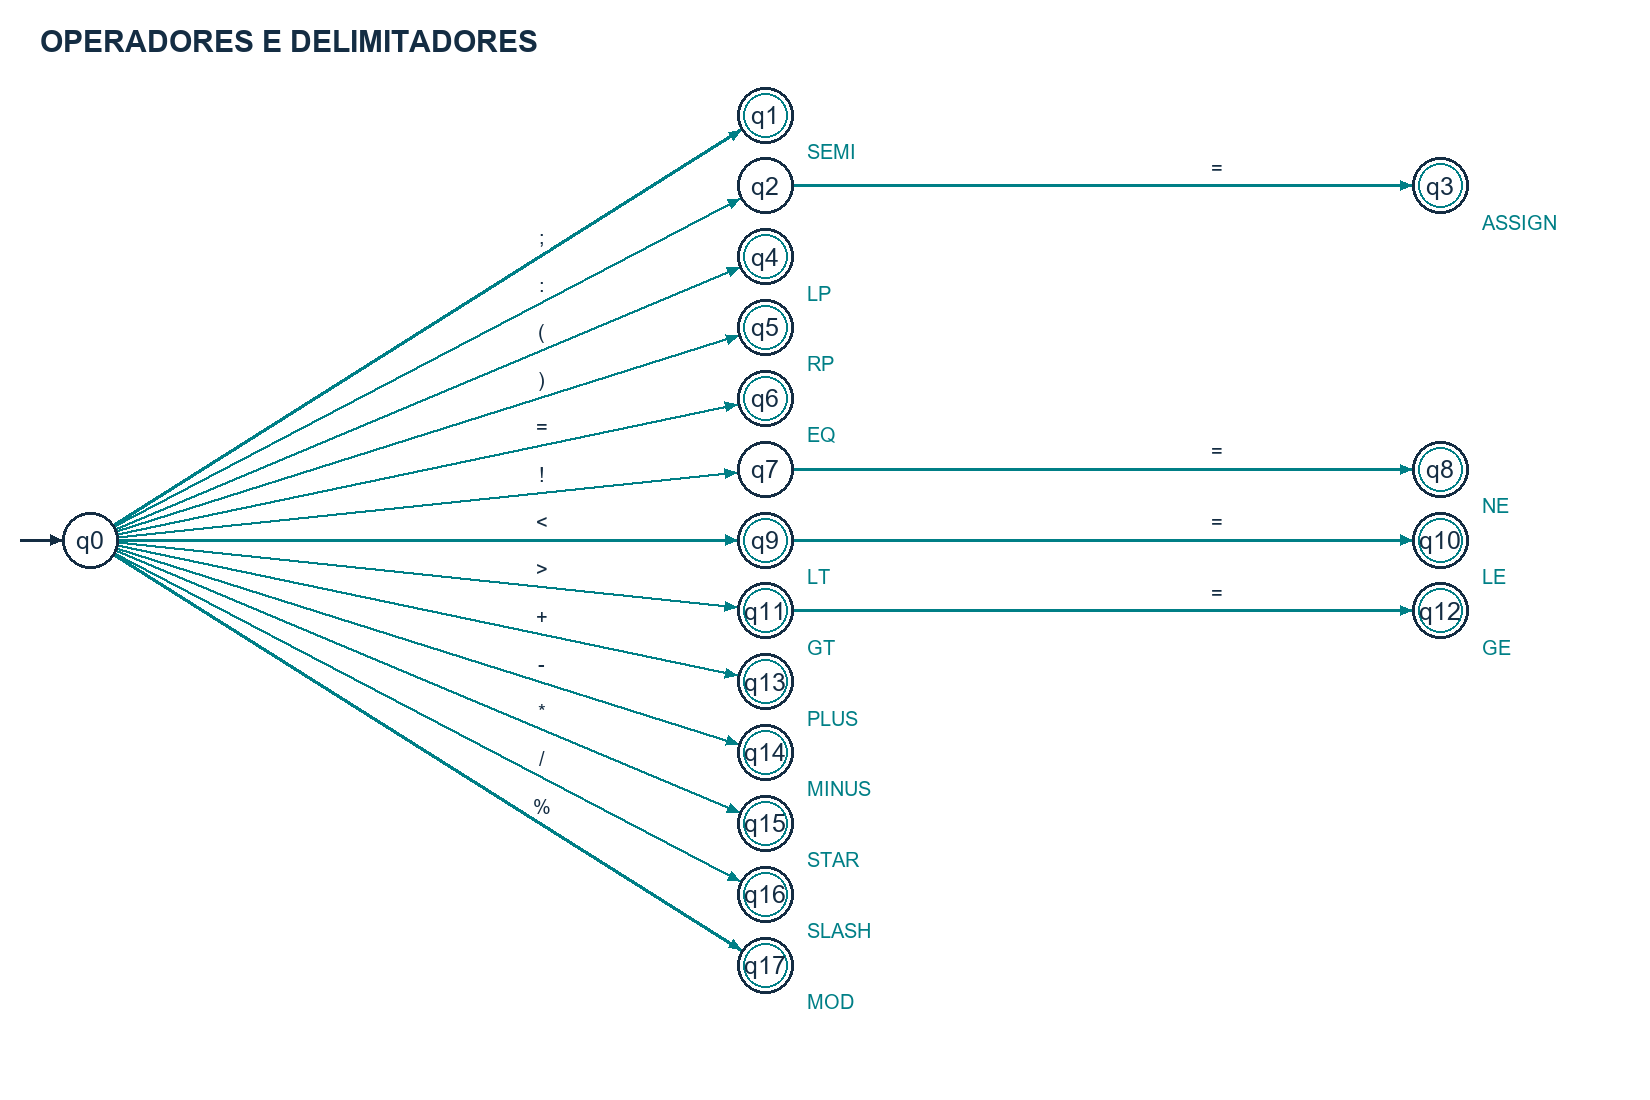 OPERADORES E DELIMITADORES
q1
SEMI
q2
=
q3
ASSIGN
;
:
q4
LP
(
q5
RP
)
q6
EQ
=
q7
=
q8
NE
!
q0
<
q9
LT
=
q10
LE
>
q11
GT
=
q12
GE
+
q13
PLUS
-
q14
MINUS
*
q15
STAR
/
q16
SLASH
%
q17
MOD